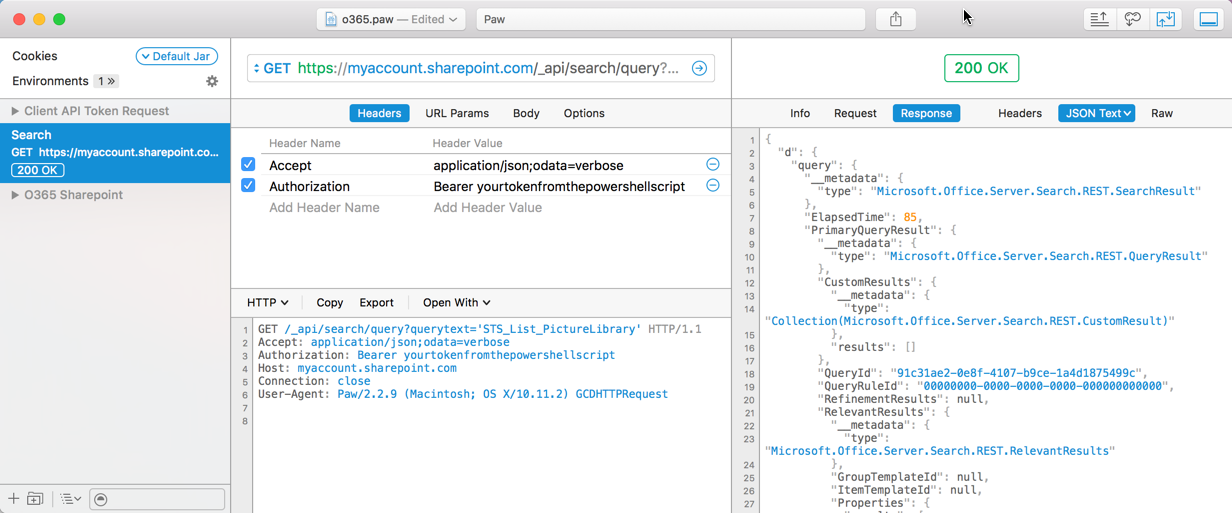 o365.paw — Edited
Paw
Cookies
Default Jar
Environments 1 »
Client API Token Request
Search
GET https://myaccount.sharepoint.co...
200 OK
O365 Sharepoint
GET https://myaccount.sharepoint.com/_api/search/query?...
Headers URL Params Body Options
Header Name Header Value
Accept application/json;odata=verbose
Authorization Bearer yourtokenfromthepowershellscript
Add Header Name Add Header Value
HTTP Copy Export Open With
1 GET /_api/search/query?querytext='STS_List_PictureLibrary' HTTP/1.1
2 Accept: application/json;odata=verbose
3 Authorization: Bearer yourtokenfromthepowershellscript
4 Host: myaccount.sharepoint.com
5 Connection: close
6 User-Agent: Paw/2.2.9 (Macintosh; OS X/10.11.2) GCDHTTPRequest
7
8
200 OK
Info Request Response Headers JSON Text Raw
1 {
2 "d": {
3 "query": {
4 "__metadata": {
5 "type": "Microsoft.Office.Server.Search.REST.SearchResult"
6 },
7 "ElapsedTime": 85,
8 "PrimaryQueryResult": {
9 "__metadata": {
10 "type": "Microsoft.Office.Server.Search.REST.QueryResult"
11 },
12 "CustomResults": {
13 "__metadata": {
14 "type":
"Collection(Microsoft.Office.Server.Search.REST.CustomResult)"
15 },
16 "results": []
17 },
18 "QueryId": "91c31ae2-0e8f-4107-b9ce-1a4d1875499c",
19 "QueryRuleId": "00000000-0000-0000-0000-000000000000",
20 "RefinementResults": null,
21 "RelevantResults": {
22 "__metadata": {
23 "type":
"Microsoft.Office.Server.Search.REST.RelevantResults"
24 },
25 "GroupTemplateId": null,
26 "ItemTemplateId": null,
27 "Properties": {